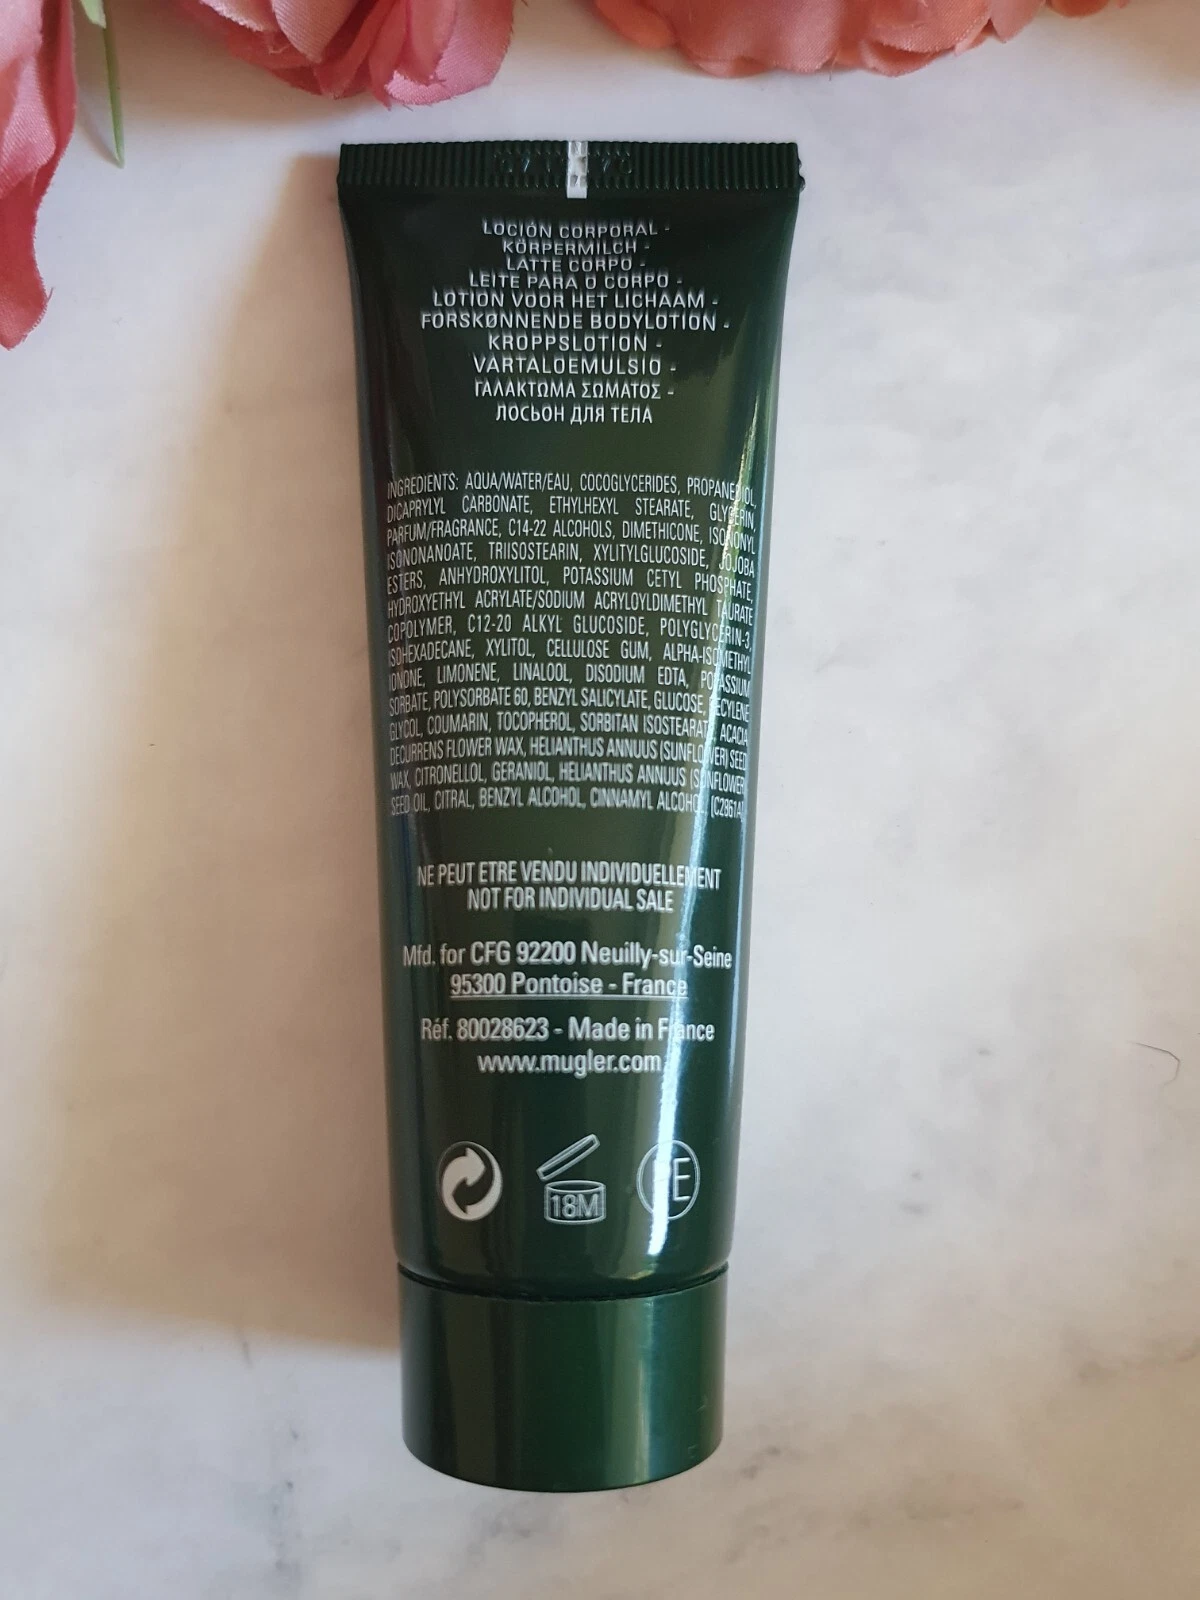 LOCIÓN CORPORAL -
KÖRPERMILCH -
LATTE CORPO -
LEITE PARA O CORPO -
LOTION VOOR HET LICHAAM -
FORSKØNNENDE BODYLOTION -
KROPPSLOTION -
VARTALOEMULSIO -
ΓΑΛΑΚΤΩΜΑ ΣΩΜΑΤΟΣ -
ЛОСЬОН ДЛЯ ТЕЛА
INGREDIENTS: AQUA/WATER/EAU, COCOGLYCERIDES, PROPANEDIOL,
DICAPRYLYL CARBONATE, ETHYLHEXYL STEARATE, GLYCERIN,
PARFUM/FRAGRANCE, C14-22 ALCOHOLS, DIMETHICONE, ISONONYL
ISONONANOATE, TRIISOSTEARIN, XYLITYLGLUCOSIDE, JOJOBA
ESTERS, ANHYDROXYLITOL, POTASSIUM CETYL PHOSPHATE,
HYDROXYETHYL ACRYLATE/SODIUM ACRYLOYLDIMETHYL TAURATE
COPOLYMER, C12-20 ALKYL GLUCOSIDE, POLYGLYCERIN-3,
ISOHEXADECANE, XYLITOL, CELLULOSE GUM, ALPHA-ISOMETHYL
IONONE, LIMONENE, LINALOOL, DISODIUM EDTA, POTASSIUM
SORBATE, POLYSORBATE 60, BENZYL SALICYLATE, GLUCOSE, DECYLENE
GLYCOL, COUMARIN, TOCOPHEROL, SORBITAN ISOSTEARATE, ACACIA
DECURRENS FLOWER WAX, HELIANTHUS ANNUUS (SUNFLOWER) SEED
WAX, CITRONELLOL, GERANIOL, HELIANTHUS ANNUUS (SUNFLOWER)
SEED OIL, CITRAL, BENZYL ALCOHOL, CINNAMYL ALCOHOL, (C2861A)
NE PEUT ETRE VENDU INDIVIDUELLEMENT
NOT FOR INDIVIDUAL SALE
Mfd. for CFG 92200 Neuilly-sur-Seine
95300 Pontoise - France
Réf. 80028623 - Made in France
www.mugler.com
18M
PE